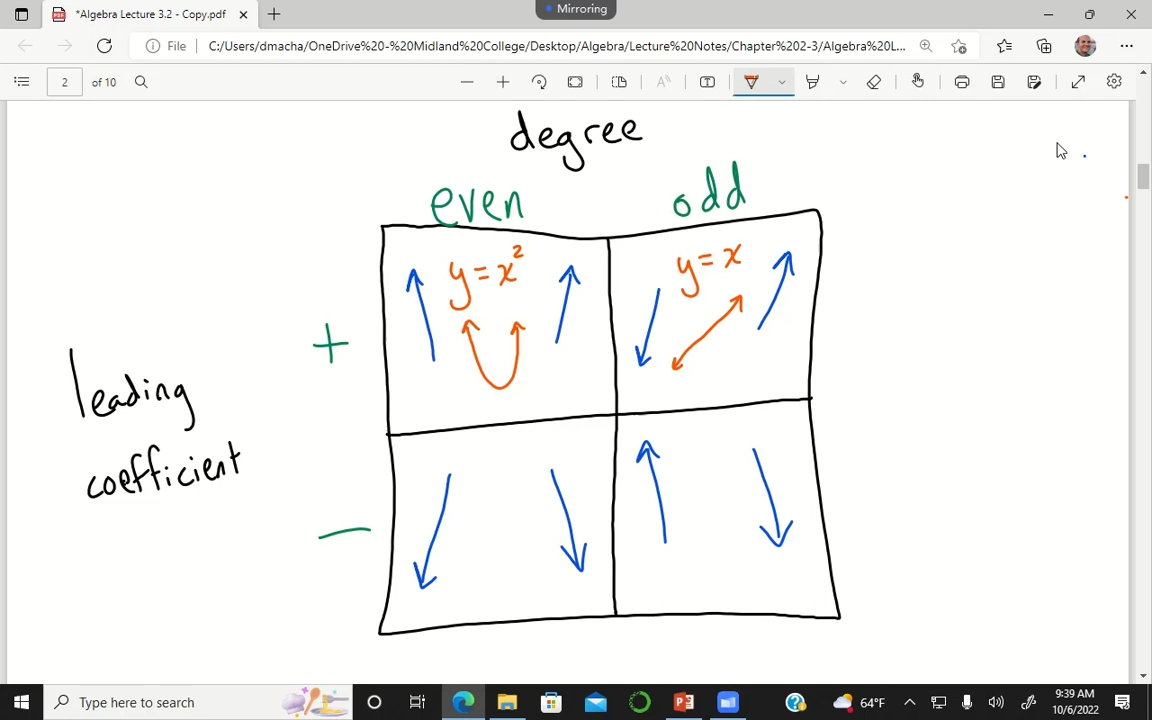 Mirroring
*Algebra Lecture 3.2 - Copy.pdf
File C:/Users/dmacha/OneDrive%20-%20Midland%20College/Desktop/Algebra/Lecture%20Notes/Chapter%202-3/Algebra%20L...
2 of 10
degree
even odd
y=x² y=x
+
leading
coefficient
−
Type here to search
64°F
9:39 AM
10/6/2022